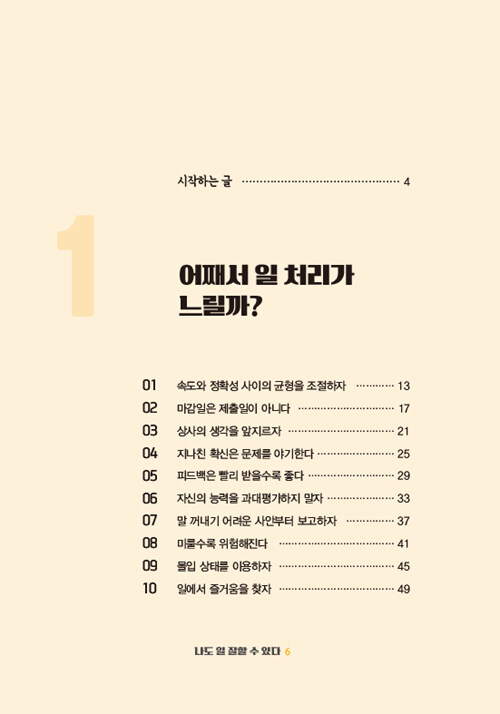 시작하는 글 ············································ 4
1
어째서 일 처리가
느릴까?
01 속도와 정확성 사이의 균형을 조절하자 ··········· 13
02 마감일은 제출일이 아니다 ···························· 17
03 상사의 생각을 앞지르자 ······························ 21
04 지나친 확신은 문제를 야기한다 ······················ 25
05 피드백은 빨리 받을수록 좋다 ························ 29
06 자신의 능력을 과대평가하지 말자 ··················· 33
07 말 꺼내기 어려운 사안부터 보고하자 ·············· 37
08 미룰수록 위험해진다 ································· 41
09 몰입 상태를 이용하자 ································· 45
10 일에서 즐거움을 찾자 ································· 49
나도 일 잘할 수 있다 6